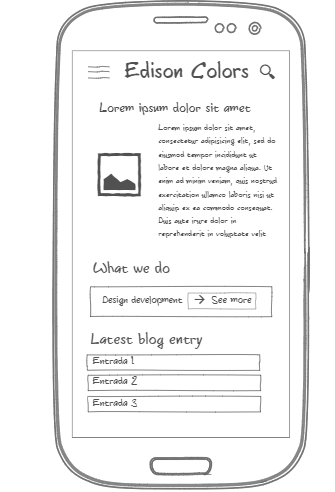 Edison Colors
Lorem ipsum dolor sit amet
Lorem ipsum dolor sit amet,
consectetur adipisicing elit, sed do
eiusmod tempor incididunt ut
labore et dolore magna aliqua. Ut
enim ad minim veniam, quis nostrud
exercitation ullamco laboris nisi ut
aliquip ex ea commodo consequat.
Duis aute irure dolor in
reprehenderit in voluptate velit
What we do
Design development → See more
Latest blog entry
Entrada 1
Entrada 2
Entrada 3